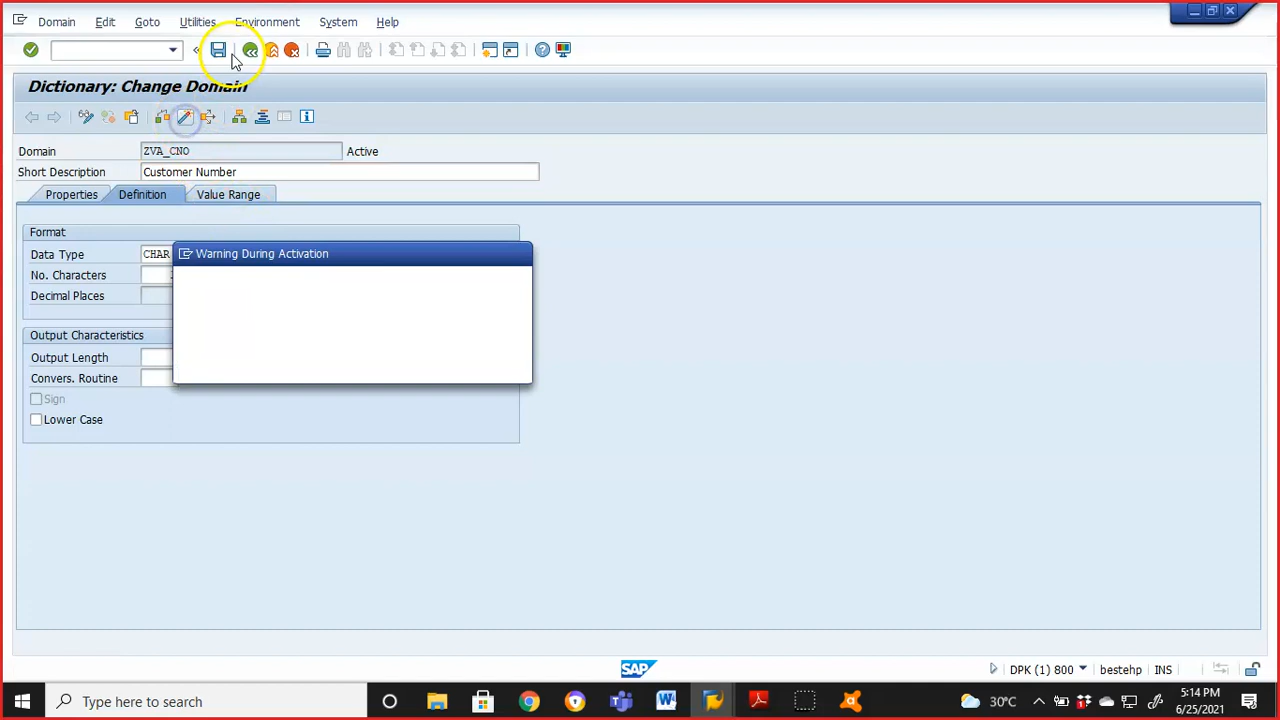 Domain Edit Goto Utilities Environment System Help
Dictionary: Change Domain
Domain ZVA_CNO Active
Short Description Customer Number
Properties Definition Value Range
Format
Data Type CHAR
No. Characters
Decimal Places
Warning During Activation
Output Characteristics
Output Length
Convers. Routine
Sign
Lower Case
SAP
DPK (1) 800 bestehp INS
Type here to search
30°C
5:14 PM
6/25/2021